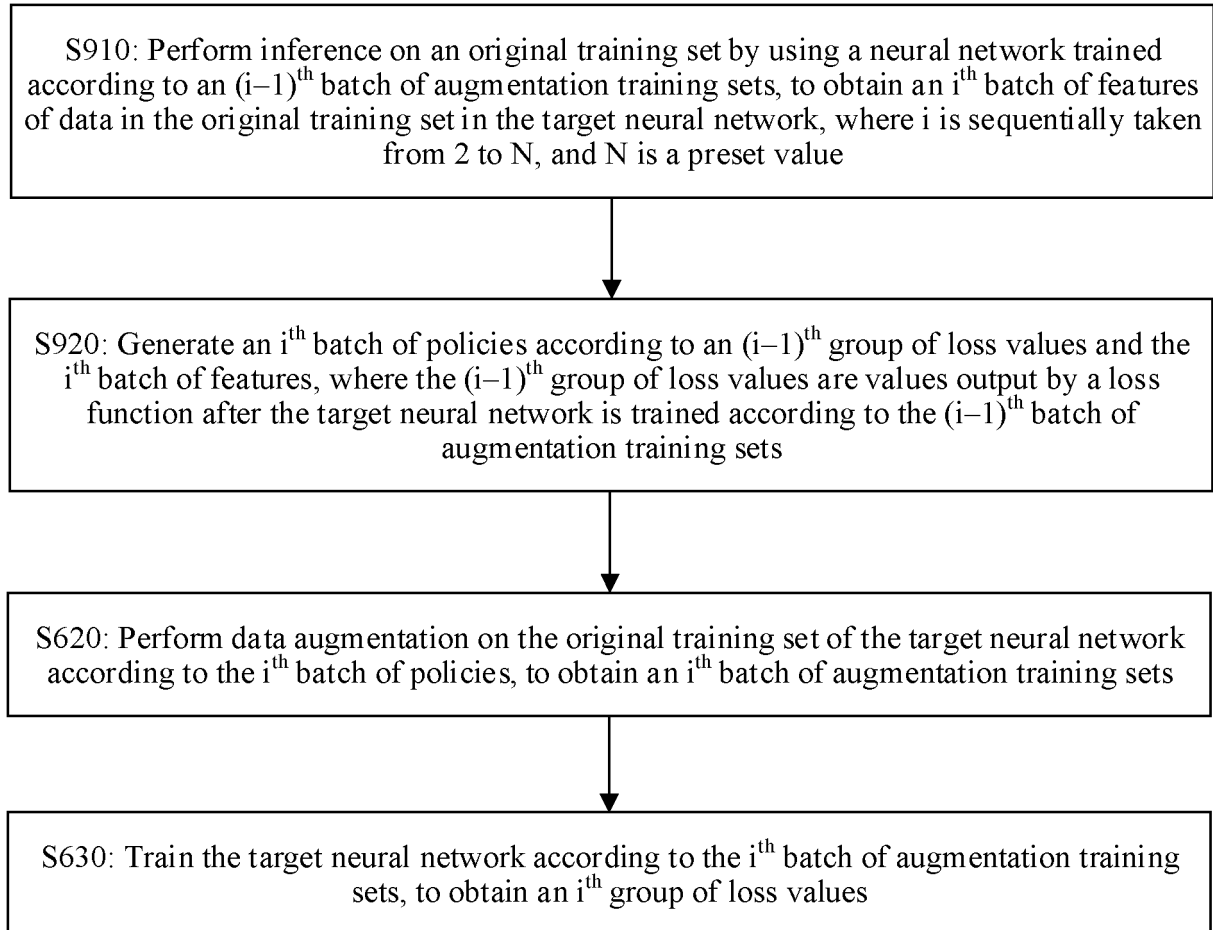 S910: Perform inference on an original training set by using a neural network trained
according to an (i–1)th batch of augmentation training sets, to obtain an ith batch of features
of data in the original training set in the target neural network, where i is sequentially taken
from 2 to N, and N is a preset value
S920: Generate an ith batch of policies according to an (i–1)th group of loss values and the
ith batch of features, where the (i–1)th group of loss values are values output by a loss
function after the target neural network is trained according to the (i–1)th batch of
augmentation training sets
S620: Perform data augmentation on the original training set of the target neural network
according to the ith batch of policies, to obtain an ith batch of augmentation training sets
S630: Train the target neural network according to the ith batch of augmentation training
sets, to obtain an ith group of loss values